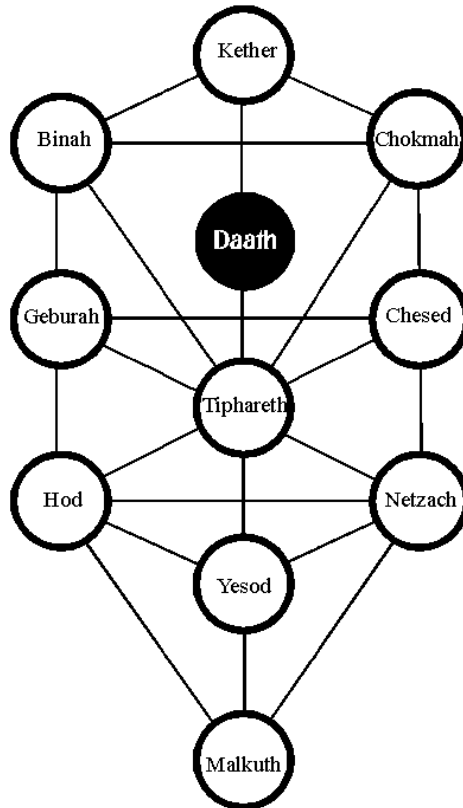 Kether
Binah
Chokmah
Daath
Geburah
Chesed
Tiphareth
Hod
Netzach
Yesod
Malkuth